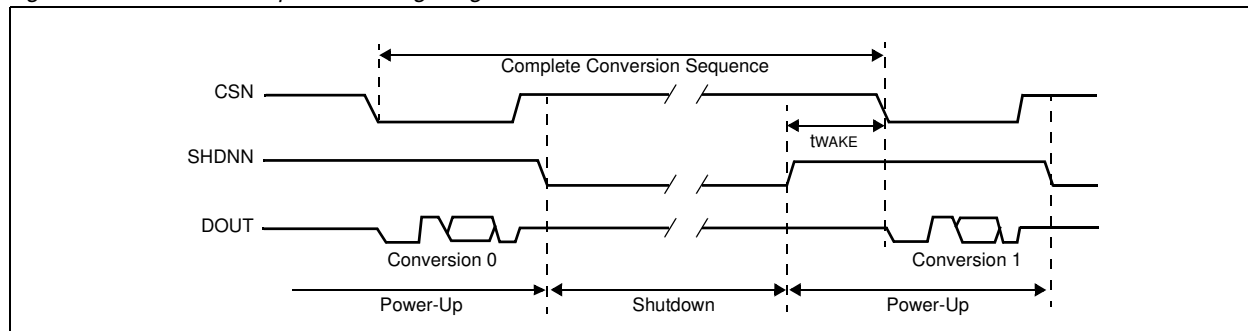 Complete Conversion Sequence
CSN
tWAKE
SHDNN
DOUT
Conversion 0
Conversion 1
Power-Up
Shutdown
Power-Up